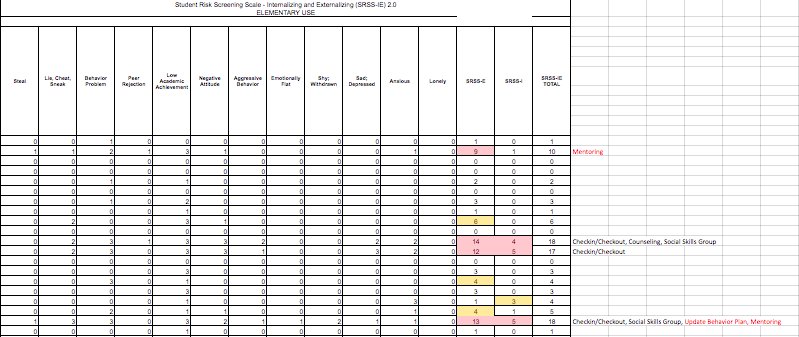 Student Risk Screening Scale - Internalizing and Externalizing (SRSS-IE) 2.0
ELEMENTARY USE
Steal Lie, Cheat, Sneak Behavior Problem Peer Rejection Low Academic Achievement Negative Attitude Aggressive Behavior Emotionally Flat Shy; Withdrawn Sad; Depressed Anxious Lonely SRSS-E SRSS-I SRSS-IE TOTAL
0 0 1 0 0 0 0 0 0 0 0 0 1 0 1
1 1 2 1 3 1 0 0 0 0 1 0 9 1 10 Mentoring
0 0 0 0 0 0 0 0 0 0 0 0 0 0 0
0 0 0 0 0 0 0 0 0 0 0 0 0 0 0
0 0 1 0 1 0 0 0 0 0 0 0 2 0 2
0 0 0 0 0 0 0 0 0 0 0 0 0 0 0
0 0 1 0 2 0 0 0 0 0 0 0 3 0 3
0 0 0 0 1 0 0 0 0 0 0 0 1 0 1
0 2 0 0 3 1 0 0 0 0 0 0 6 0 6
0 0 0 0 0 0 0 0 0 0 0 0 0 0 0
0 2 3 1 3 3 2 0 0 2 2 0 14 4 18 Checkin/Checkout, Counseling, Social Skills Group
0 2 3 0 3 3 1 0 0 3 2 0 12 5 17 Checkin/Checkout
0 0 0 0 0 0 0 0 0 0 0 0 0 0 0
0 0 0 0 3 0 0 0 0 0 0 0 3 0 3
0 0 3 0 1 0 0 0 0 0 0 0 4 0 4
0 0 0 0 3 0 0 0 0 0 0 0 3 0 3
0 0 0 0 1 0 0 0 0 0 3 0 1 3 4
0 0 2 0 1 1 0 0 0 0 1 0 4 1 5
1 3 3 0 3 2 1 1 2 1 1 0 13 5 18 Checkin/Checkout, Social Skills Group, Update Behavior Plan, Mentoring
0 0 0 0 1 0 0 0 0 0 0 0 1 0 1